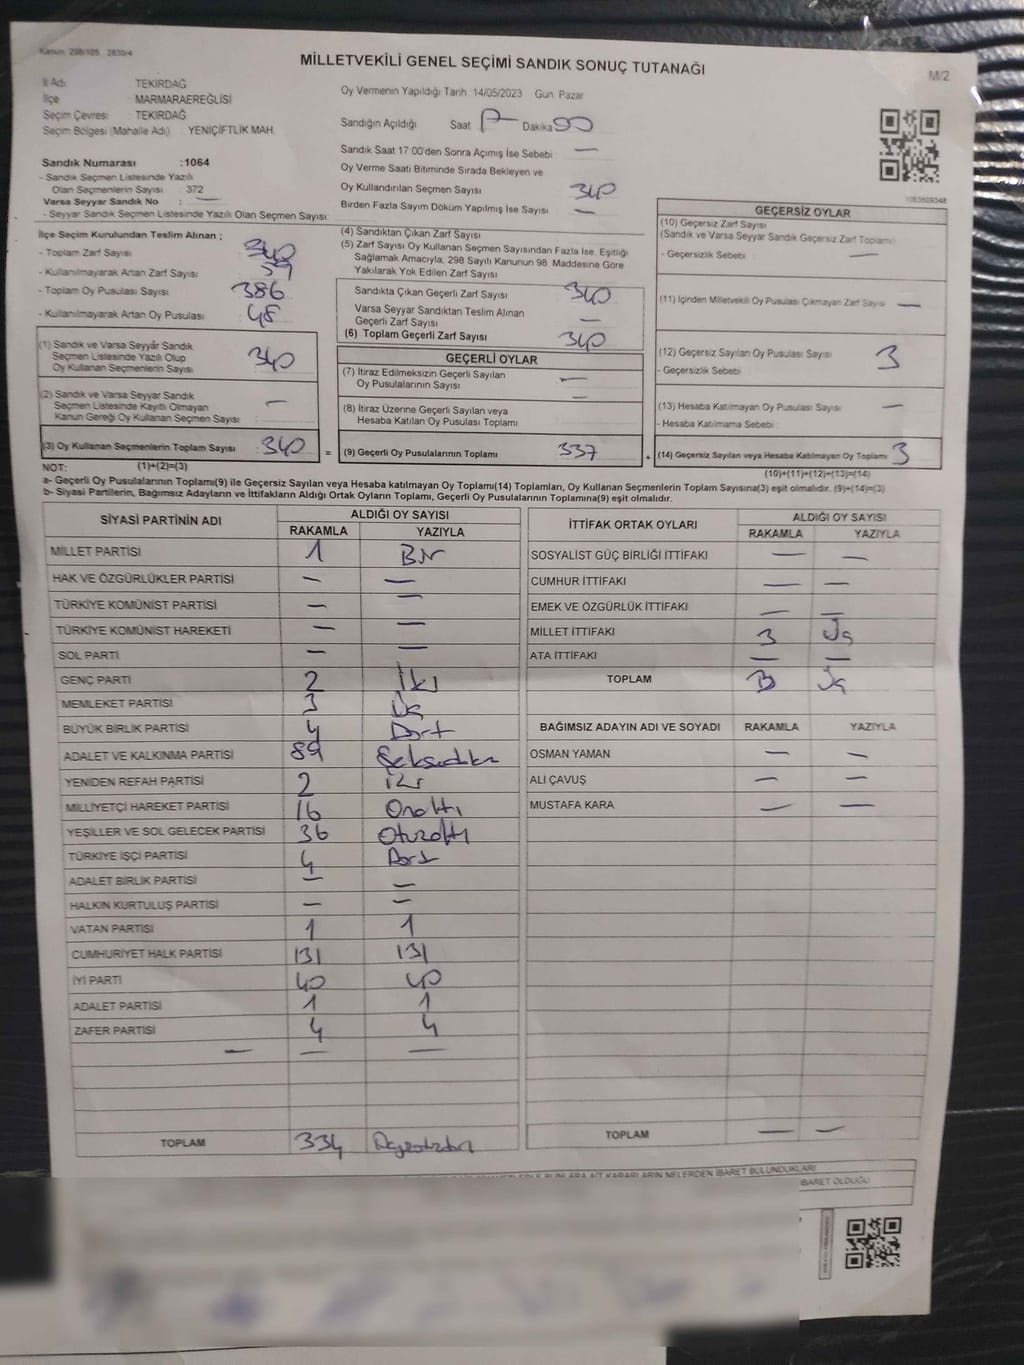 Kanun: 298/105 2839/4
MİLLETVEKİLİ GENEL SEÇİMİ SANDIK SONUÇ TUTANAĞI
M/2
İl Adı : TEKİRDAĞ
İlçe : MARMARAEREĞLİSİ
Seçim Çevresi : TEKİRDAĞ
Seçim Bölgesi (Mahalle Adı) : YENİÇİFTLİK MAH.
Oy Vermenin Yapıldığı Tarih: 14/05/2023 Gün: Pazar
Sandığın Açıldığı Saat Dakika
Sandık Saat 17:00'den Sonra Açılmış İse Sebebi —
Oy Verme Saati Bitiminde Sırada Bekleyen ve
Oy Kullandırılan Seçmen Sayısı 340
Birden Fazla Sayım Döküm Yapılmış İse Sayısı —
Sandık Numarası :1064
- Sandık Seçmen Listesinde Yazılı
Olan Seçmenlerin Sayısı : 372
Varsa Seyyar Sandık No : —
- Seyyar Sandık Seçmen Listesinde Yazılı Olan Seçmen Sayısı:
İlçe Seçim Kurulundan Teslim Alınan ;
- Toplam Zarf Sayısı 340
- Kullanılmayarak Artan Zarf Sayısı
- Toplam Oy Pusulası Sayısı 386
- Kullanılmayarak Artan Oy Pusulası 48
(4) Sandıktan Çıkan Zarf Sayısı
(5) Zarf Sayısı Oy Kullanan Seçmen Sayısından Fazla İse, Eşitliği
Sağlamak Amacıyla, 298 Sayılı Kanunun 98. Maddesine Göre
Yakılarak Yok Edilen Zarf Sayısı
Sandıkta Çıkan Geçerli Zarf Sayısı 340
Varsa Seyyar Sandıktan Teslim Alınan
Geçerli Zarf Sayısı —
(6) Toplam Geçerli Zarf Sayısı 340
GEÇERSİZ OYLAR
(10) Geçersiz Zarf Sayısı
(Sandık ve Varsa Seyyar Sandık Geçersiz Zarf Toplamı)
- Geçersizlik Sebebi : —
(11) İçinden Milletvekili Oy Pusulası Çıkmayan Zarf Sayısı —
(12) Geçersiz Sayılan Oy Pusulası Sayısı 3
- Geçersizlik Sebebi :
(13) Hesaba Katılmayan Oy Pusulası Sayısı —
- Hesaba Katılmama Sebebi :
(14) Geçersiz Sayılan veya Hesaba Katılmayan Oy Toplamı 3
(1) Sandık ve Varsa Seyyar Sandık
Seçmen Listesinde Yazılı Olup
Oy Kullanan Seçmenlerin Sayısı 340
(2) Sandık ve Varsa Seyyar Sandık
Seçmen Listesinde Kayıtlı Olmayan
Kanun Gereği Oy Kullanan Seçmen Sayısı : —
(3) Oy Kullanan Seçmenlerin Toplam Sayısı : 340
GEÇERLİ OYLAR
(7) İtiraz Edilmeksizin Geçerli Sayılan
Oy Pusulalarının Sayısı —
(8) İtiraz Üzerine Geçerli Sayılan veya
Hesaba Katılan Oy Pusulası Toplamı —
= (9) Geçerli Oy Pusulalarının Toplamı 337 +
NOT: (1)+(2)=(3)
(10)+(11)+(12)+(13)=(14)
a- Geçerli Oy Pusulalarının Toplamı(9) ile Geçersiz Sayılan veya Hesaba katılmayan Oy Toplamı(14) Toplamları, Oy Kullanan Seçmenlerin Toplam Sayısına(3) eşit olmalıdır. (9)+(14)=(3)
b- Siyasi Partilerin, Bağımsız Adayların ve İttifakların Aldığı Ortak Oyların Toplamı, Geçerli Oy Pusulalarının Toplamına(9) eşit olmalıdır.
SİYASİ PARTİNİN ADI ALDIĞI OY SAYISI
RAKAMLA YAZIYLA
MİLLET PARTİSİ 1 Bir
HAK VE ÖZGÜRLÜKLER PARTİSİ — —
TÜRKİYE KOMÜNİST PARTİSİ — —
TÜRKİYE KOMÜNİST HAREKETİ — —
SOL PARTİ — —
GENÇ PARTİ 2 İki
MEMLEKET PARTİSİ 3 Üç
BÜYÜK BİRLİK PARTİSİ 4 Dört
ADALET VE KALKINMA PARTİSİ 89
YENİDEN REFAH PARTİSİ 2 İki
MİLLİYETÇİ HAREKET PARTİSİ 16 Onaltı
YEŞİLLER VE SOL GELECEK PARTİSİ 36 Otuzaltı
TÜRKİYE İŞÇİ PARTİSİ 4 Dört
ADALET BİRLİK PARTİSİ — —
HALKIN KURTULUŞ PARTİSİ — —
VATAN PARTİSİ 1 1
CUMHURİYET HALK PARTİSİ 131 131
İYİ PARTİ 40 40
ADALET PARTİSİ 1 1
ZAFER PARTİSİ 4 4
— — —
TOPLAM 334
İTTİFAK ORTAK OYLARI ALDIĞI OY SAYISI
RAKAMLA YAZIYLA
SOSYALİST GÜÇ BİRLİĞİ İTTİFAKI — —
CUMHUR İTTİFAKI — —
EMEK VE ÖZGÜRLÜK İTTİFAKI — —
MİLLET İTTİFAKI 3 Üç
ATA İTTİFAKI — —
TOPLAM 3 Üç
BAĞIMSIZ ADAYIN ADI VE SOYADI RAKAMLA YAZIYLA
OSMAN YAMAN — —
ALİ ÇAVUŞ — —
MUSTAFA KARA — —
TOPLAM — —
KARARLARIN NELERDEN İBARET BULUNDUKLARI
İBARET OLDUĞU